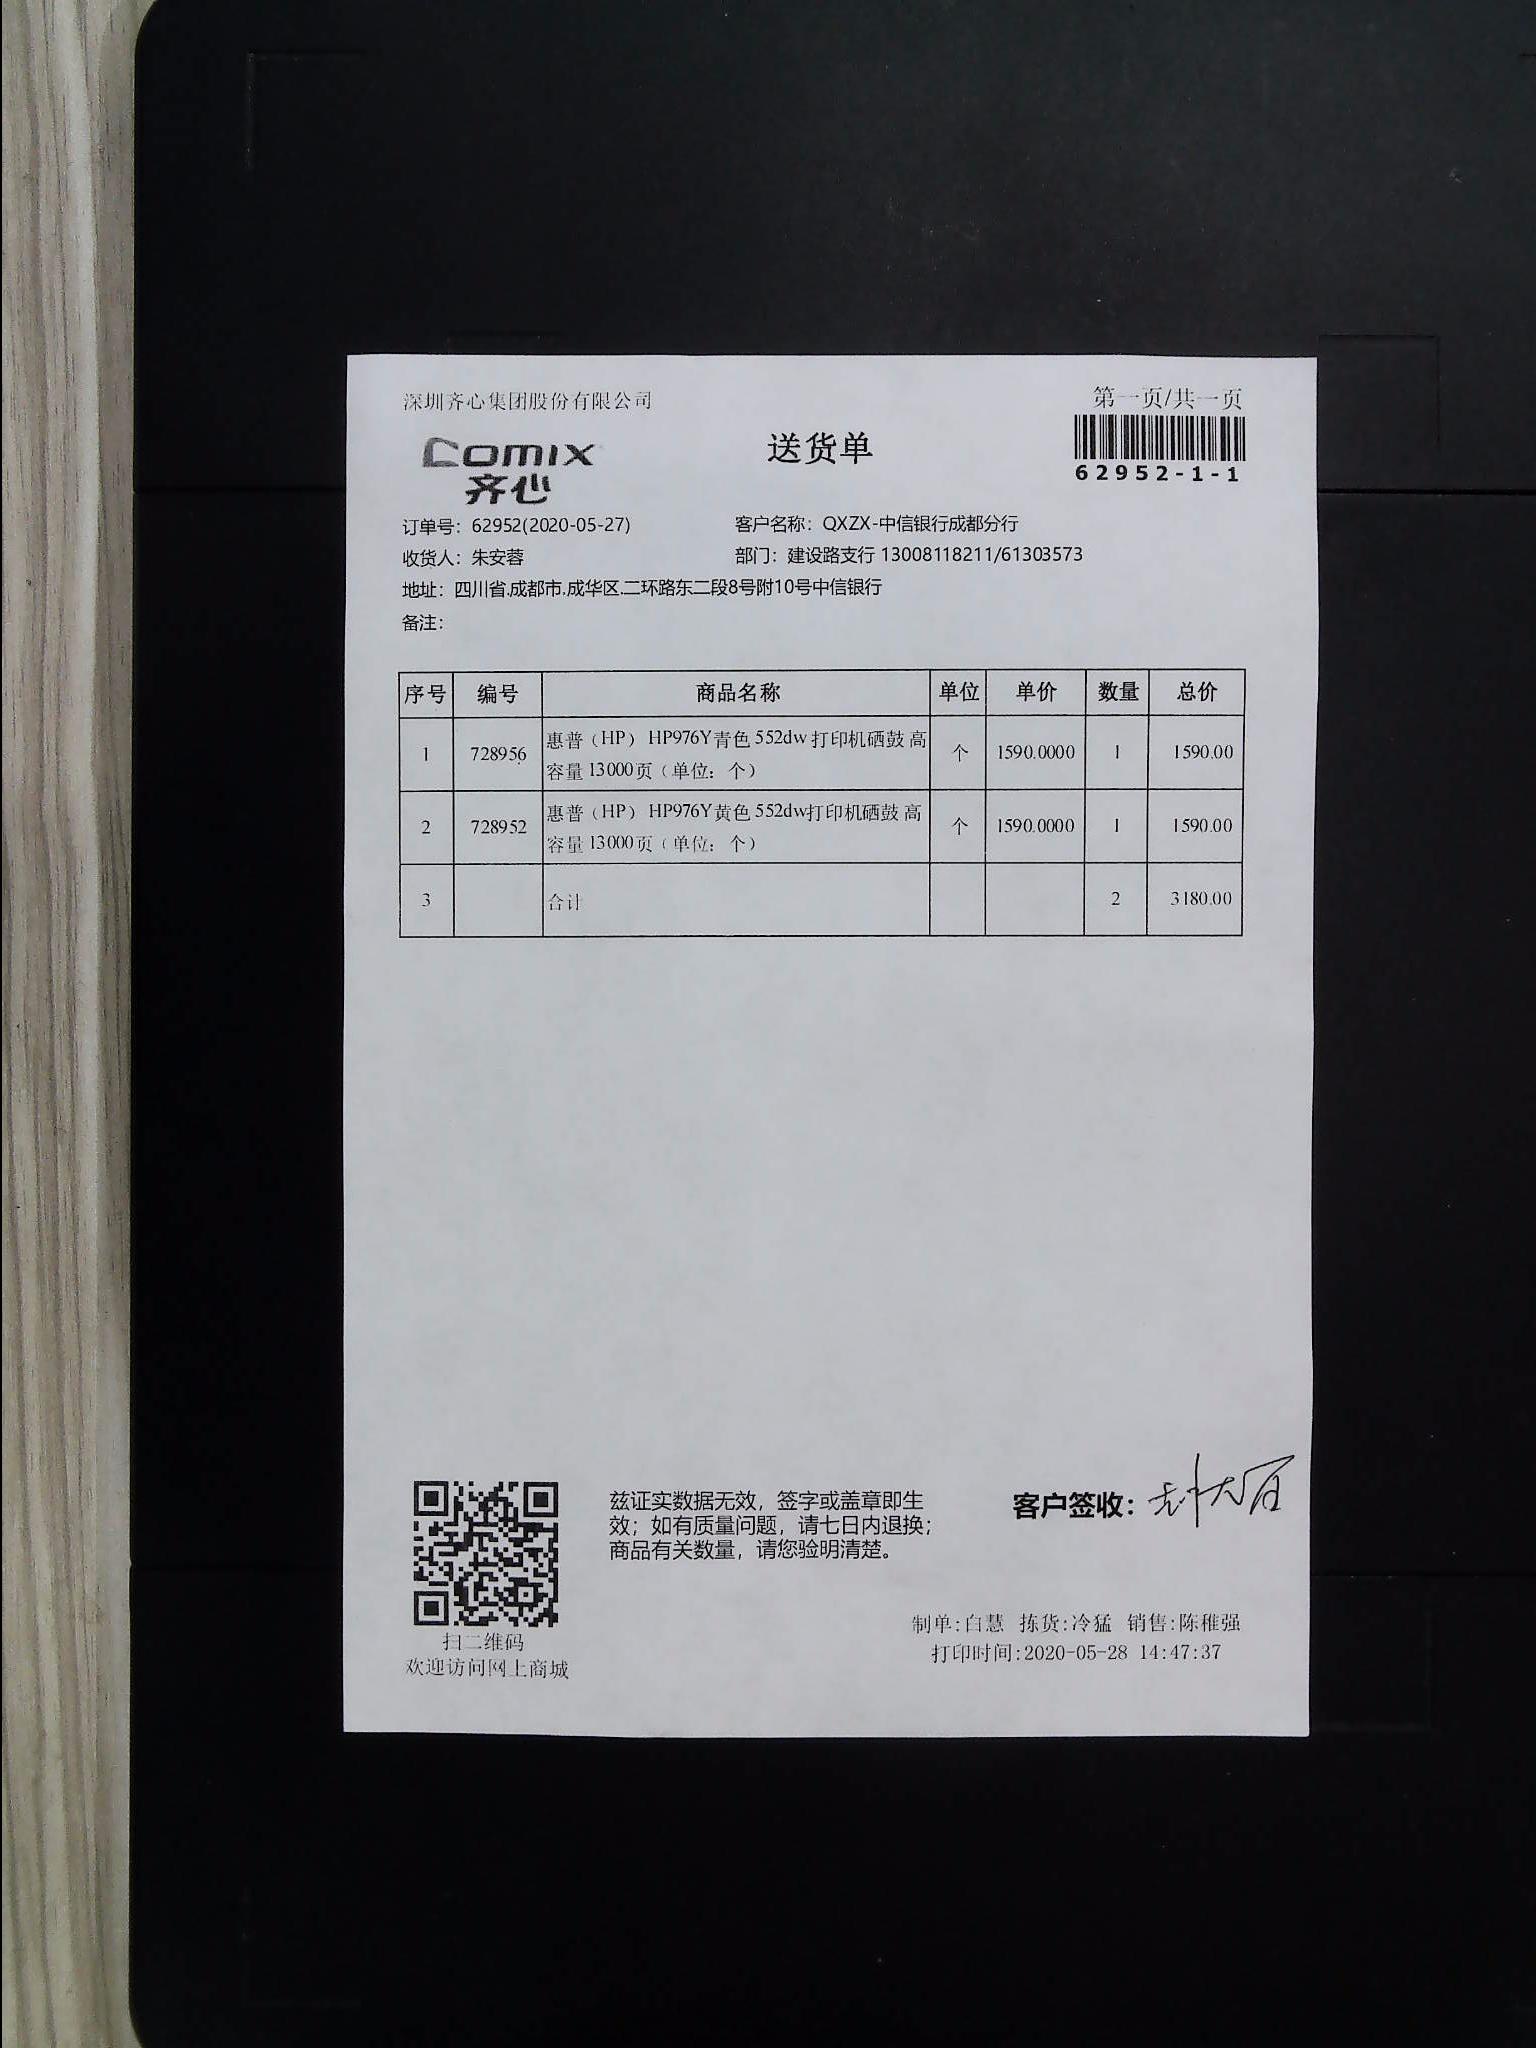 深圳齐心集团股份有限公司
第一页/共一页
comix
齐心
送货单
62952-1-1
订单号：62952(2020-05-27) 客户名称：QXZX-中信银行成都分行
收货人：朱安蓉 部门：建设路支行 13008118211/61303573
地址：四川省.成都市.成华区.二环路东二段8号附10号中信银行
备注：
序号 编号 商品名称 单位 单价 数量 总价
1 728956 惠普（HP） HP976Y青色 552dw 打印机硒鼓 高 个 1590.0000 1 1590.00
容量 13000页（单位：个）
2 728952 惠普（HP） HP976Y黄色 552dw打印机硒鼓 高 个 1590.0000 1 1590.00
容量 13000页（单位：个）
3 合计 2 3180.00
兹证实数据无效，签字或盖章即生
效；如有质量问题，请七日内退换；
商品有关数量，请您验明清楚。
客户签收：
扫二维码
欢迎访问网上商城
制单:白慧 拣货:冷猛 销售:陈稚强
打印时间:2020-05-28 14:47:37